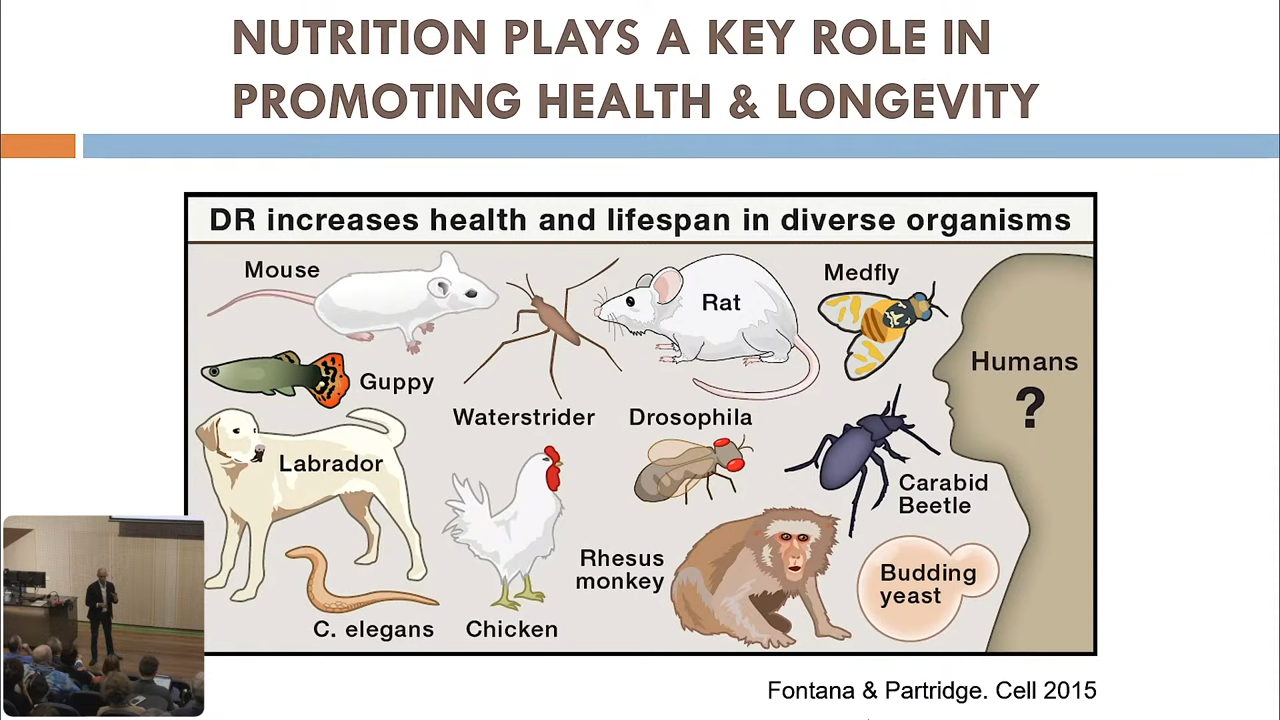 NUTRITION PLAYS A KEY ROLE IN
PROMOTING HEALTH & LONGEVITY
DR increases health and lifespan in diverse organisms
Mouse
Rat
Medfly
Humans
?
Guppy
Waterstrider
Drosophila
Labrador
Carabid
Beetle
Rhesus
monkey
Budding
yeast
C. elegans
Chicken
Fontana & Partridge. Cell 2015